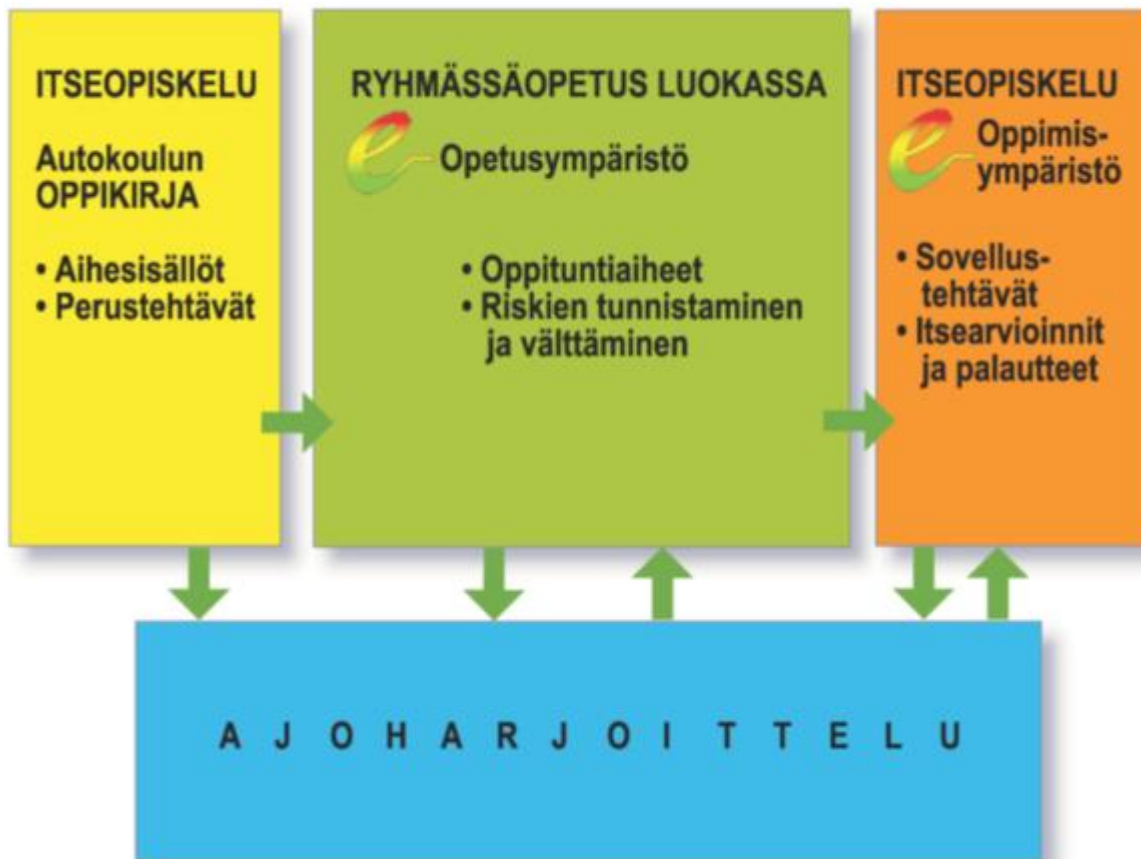 ITSEOPISKELU
Autokoulun
OPPIKIRJA
• Aihesisällöt
• Perustehtävät
RYHMÄSSÄOPETUS LUOKASSA
e Opetusympäristö
• Oppituntiaiheet
• Riskien tunnistaminen
ja välttäminen
ITSEOPISKELU
e Oppimis-
ympäristö
• Sovellus-
tehtävät
• Itsearvioinnit
ja palautteet
A J O H A R J O I T T E L U